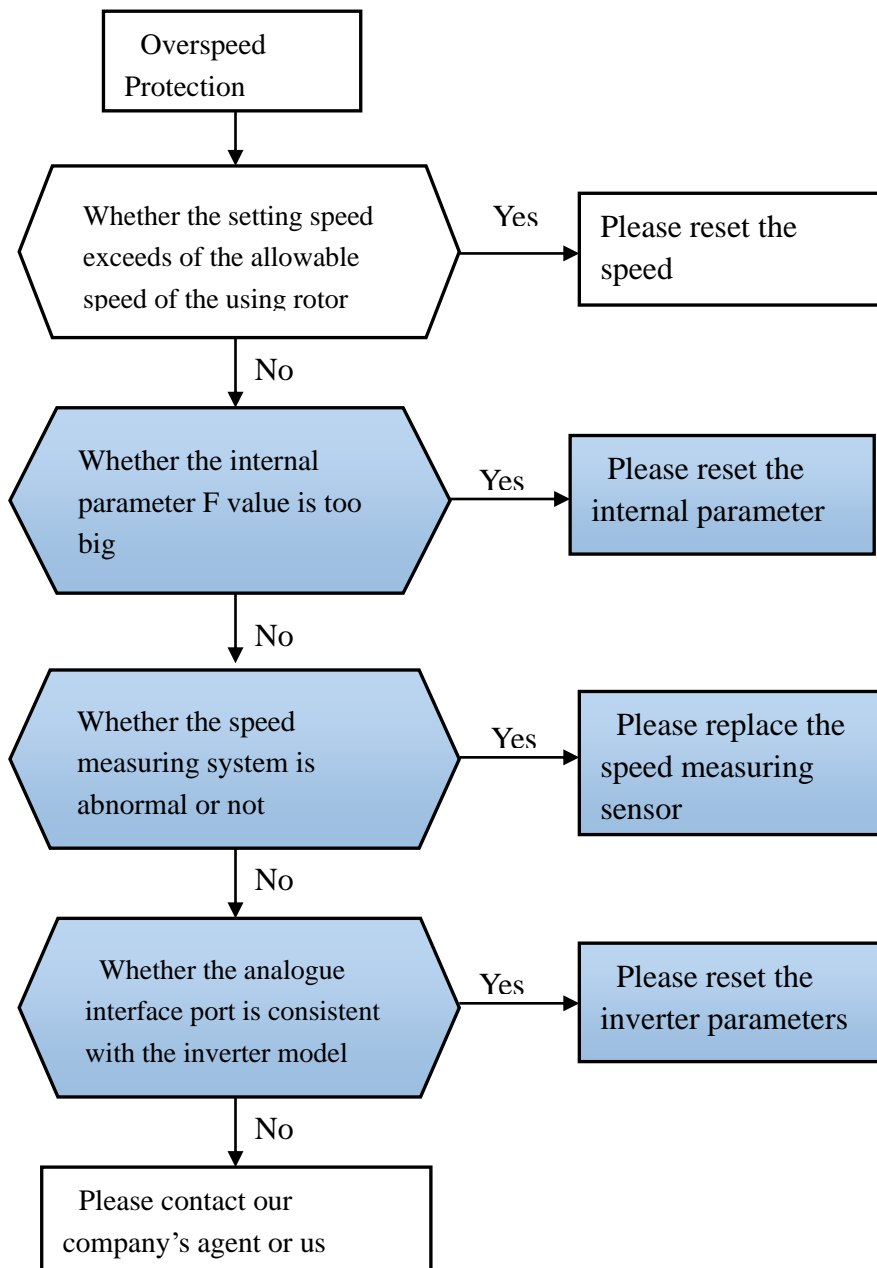 Overspeed
Protection
Whether the setting speed
exceeds of the allowable
speed of the using rotor
Yes
Please reset the
speed
No
Whether the internal
parameter F value is too
big
Yes
Please reset the
internal parameter
No
Whether the speed
measuring system is
abnormal or not
Yes
Please replace the
speed measuring
sensor
No
Whether the analogue
interface port is consistent
with the inverter model
Yes
Please reset the
inverter parameters
No
Please contact our
company’s agent or us